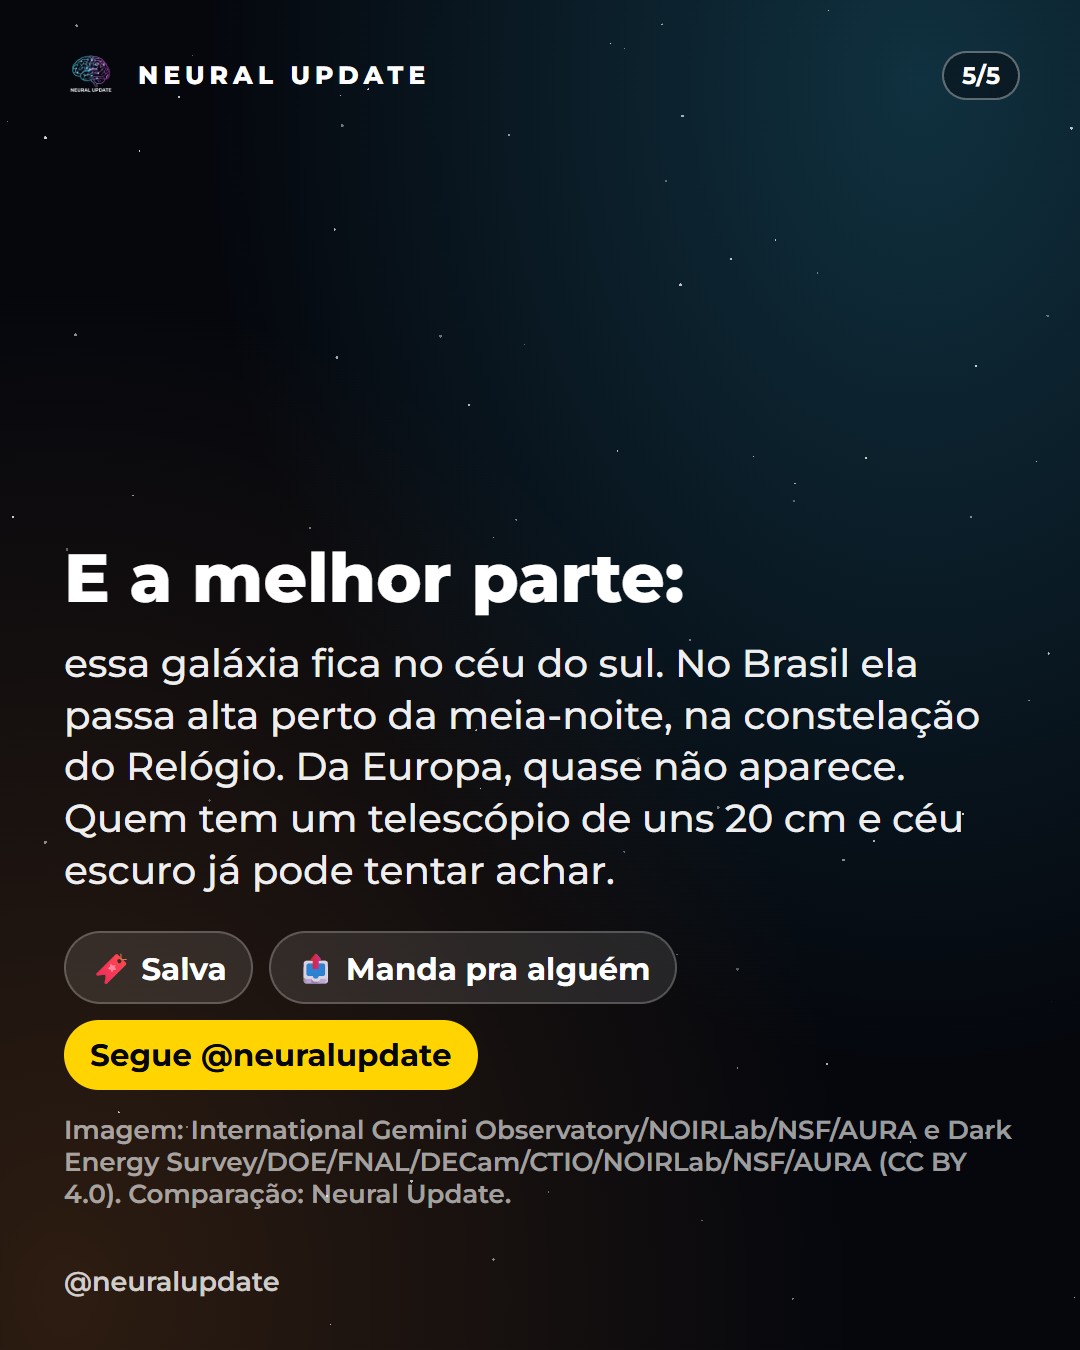 NEURAL UPDATE
NEURAL UPDATE
5/5
E a melhor parte:
essa galáxia fica no céu do sul. No Brasil ela
passa alta perto da meia-noite, na constelação
do Relógio. Da Europa, quase não aparece.
Quem tem um telescópio de uns 20 cm e céu
escuro já pode tentar achar.
Salva
Manda pra alguém
Segue @neuralupdate
Imagem: International Gemini Observatory/NOIRLab/NSF/AURA e Dark
Energy Survey/DOE/FNAL/DECam/CTIO/NOIRLab/NSF/AURA (CC BY
4.0). Comparação: Neural Update.
@neuralupdate